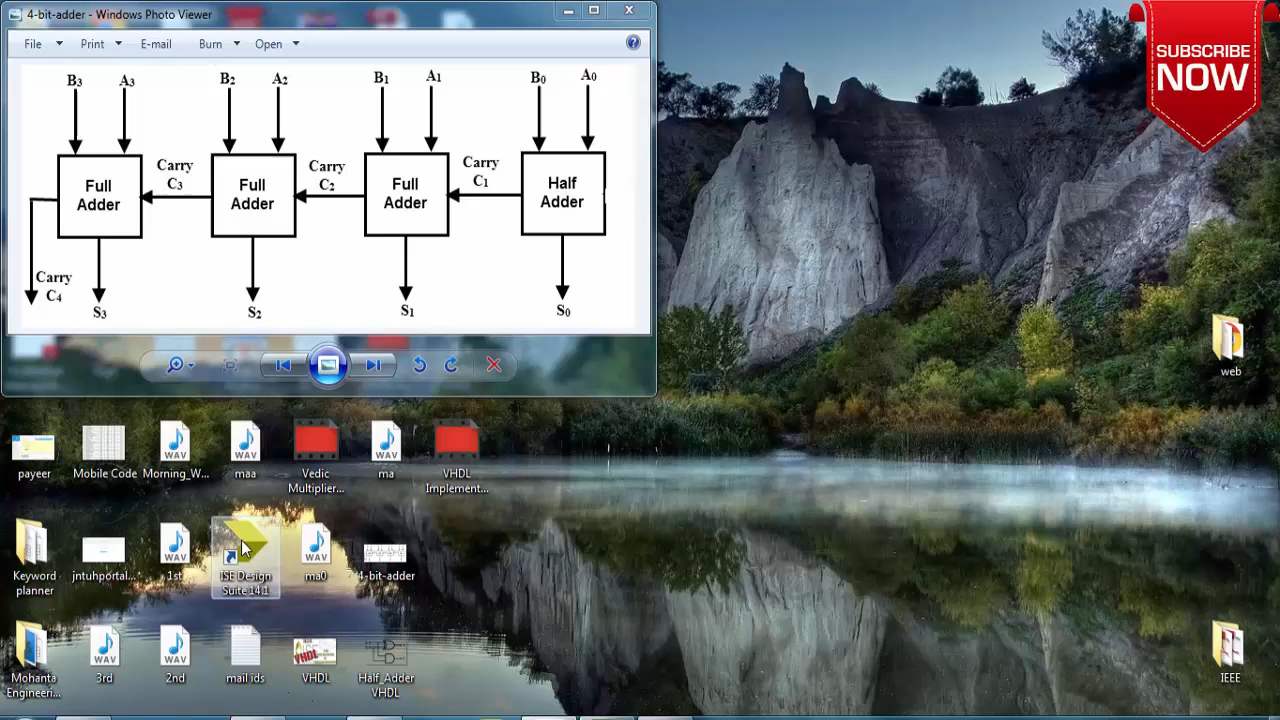 4-bit-adder - Windows Photo Viewer
File Print E-mail Burn Open
B3 A3 B2 A2 B1 A1 B0 A0
Full Adder
Carry C3
Full Adder
Carry C2
Full Adder
Carry C1
Half Adder
Carry C4
S3 S2 S1 S0
SUBSCRIBE
NOW
web
payeer
Mobile Code
Morning_W...
maa
Vedic
Multiplier...
ma
VHDL
Implement...
Keyword
planner
jntuhportal...
WAV
1st
ISE Design
Suite 14.1
WAV
ma0
4-bit-adder
Mohanta
Engineeri...
3rd
2nd
mail ids
VHDL
VHDL
Half_Adder
VHDL
IEEE